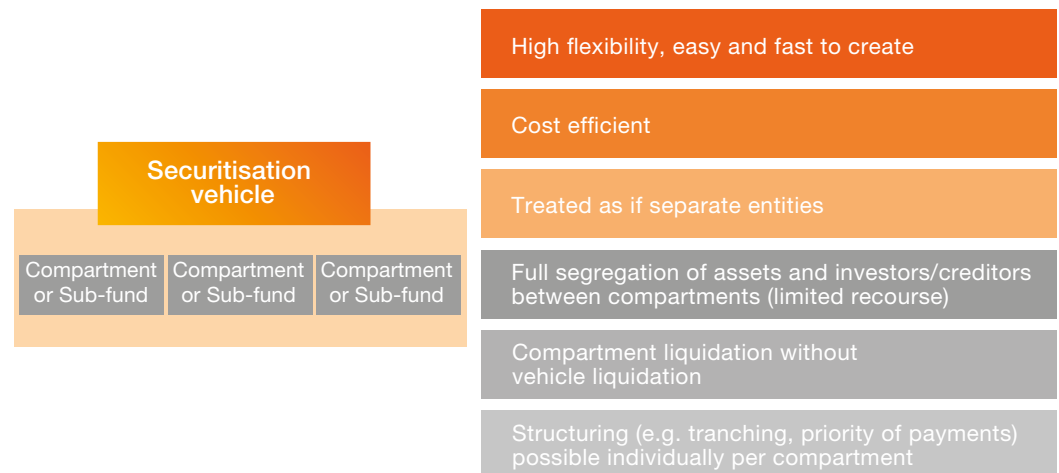 Securitisation
vehicle
Compartment
or Sub-fund
Compartment
or Sub-fund
Compartment
or Sub-fund
High flexibility, easy and fast to create
Cost efficient
Treated as if separate entities
Full segregation of assets and investors/creditors
between compartments (limited recourse)
Compartment liquidation without
vehicle liquidation
Structuring (e.g. tranching, priority of payments)
possible individually per compartment